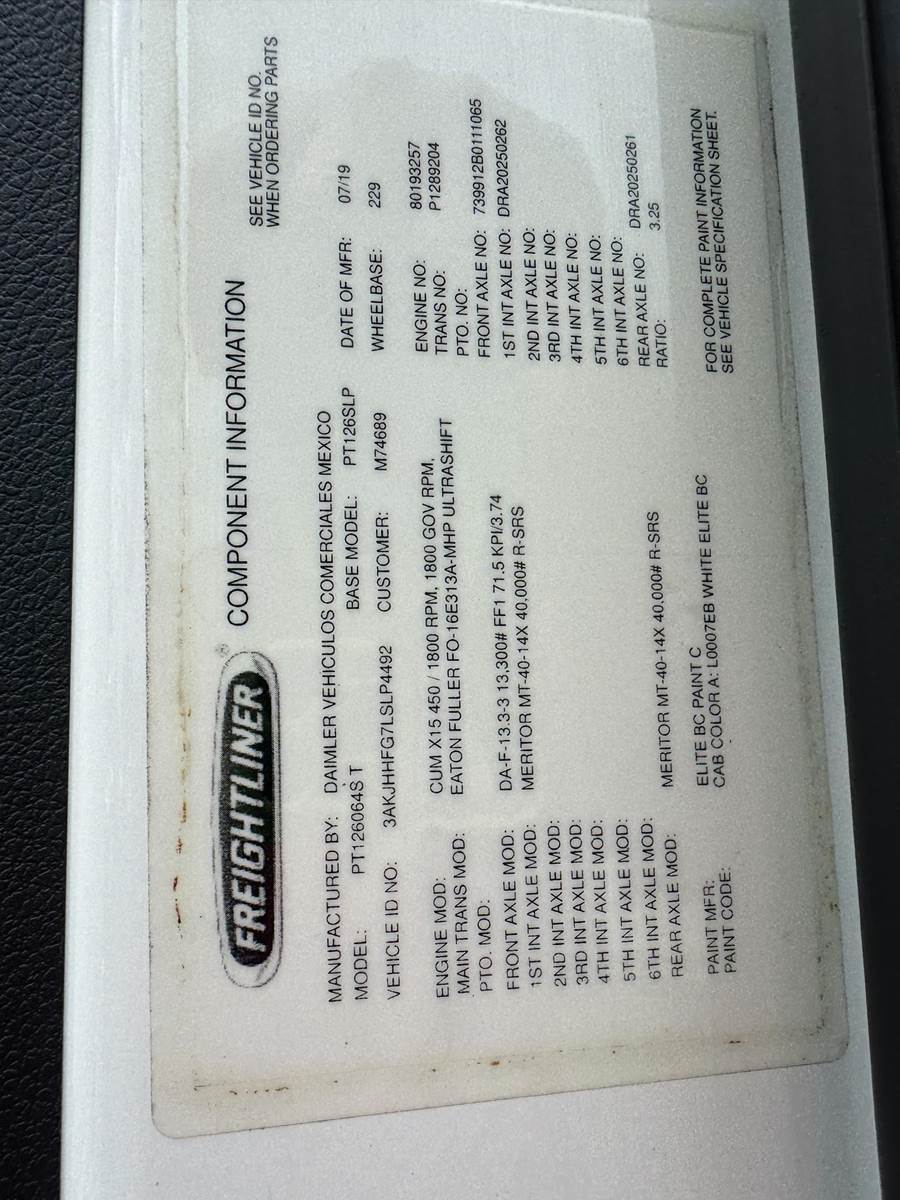 FREIGHTLINER® COMPONENT INFORMATION
SEE VEHICLE ID NO.
WHEN ORDERING PARTS
MANUFACTURED BY: DAIMLER VEHICULOS COMERCIALES MEXICO DATE OF MFR: 07/19
MODEL: PT126064S T BASE MODEL: PT126SLP WHEELBASE: 229
VEHICLE ID NO: 3AKJHHFG7LSLP4492 CUSTOMER: M74689
ENGINE MOD: CUM X15 450 / 1800 RPM, 1800 GOV RPM, ENGINE NO: 80193257
MAIN TRANS MOD: EATON FULLER FO-16E313A-MHP ULTRASHIFT TRANS NO: P1289204
PTO. MOD: PTO. NO:
FRONT AXLE MOD: DA-F-13.3-3 13,300# FF1 71.5 KPI/3.74 FRONT AXLE NO: 739912B0111065
1ST INT AXLE MOD: MERITOR MT-40-14X 40,000# R-SRS 1ST INT AXLE NO: DRA20250262
2ND INT AXLE MOD: 2ND INT AXLE NO:
3RD INT AXLE MOD: 3RD INT AXLE NO:
4TH INT AXLE MOD: 4TH INT AXLE NO:
5TH INT AXLE MOD: 5TH INT AXLE NO:
6TH INT AXLE MOD: 6TH INT AXLE NO:
REAR AXLE MOD: MERITOR MT-40-14X 40,000# R-SRS REAR AXLE NO: DRA20250261
RATIO: 3.25
PAINT MFR: ELITE BC PAINT C
PAINT CODE: CAB COLOR A: L0007EB WHITE ELITE BC
FOR COMPLETE PAINT INFORMATION
SEE VEHICLE SPECIFICATION SHEET.